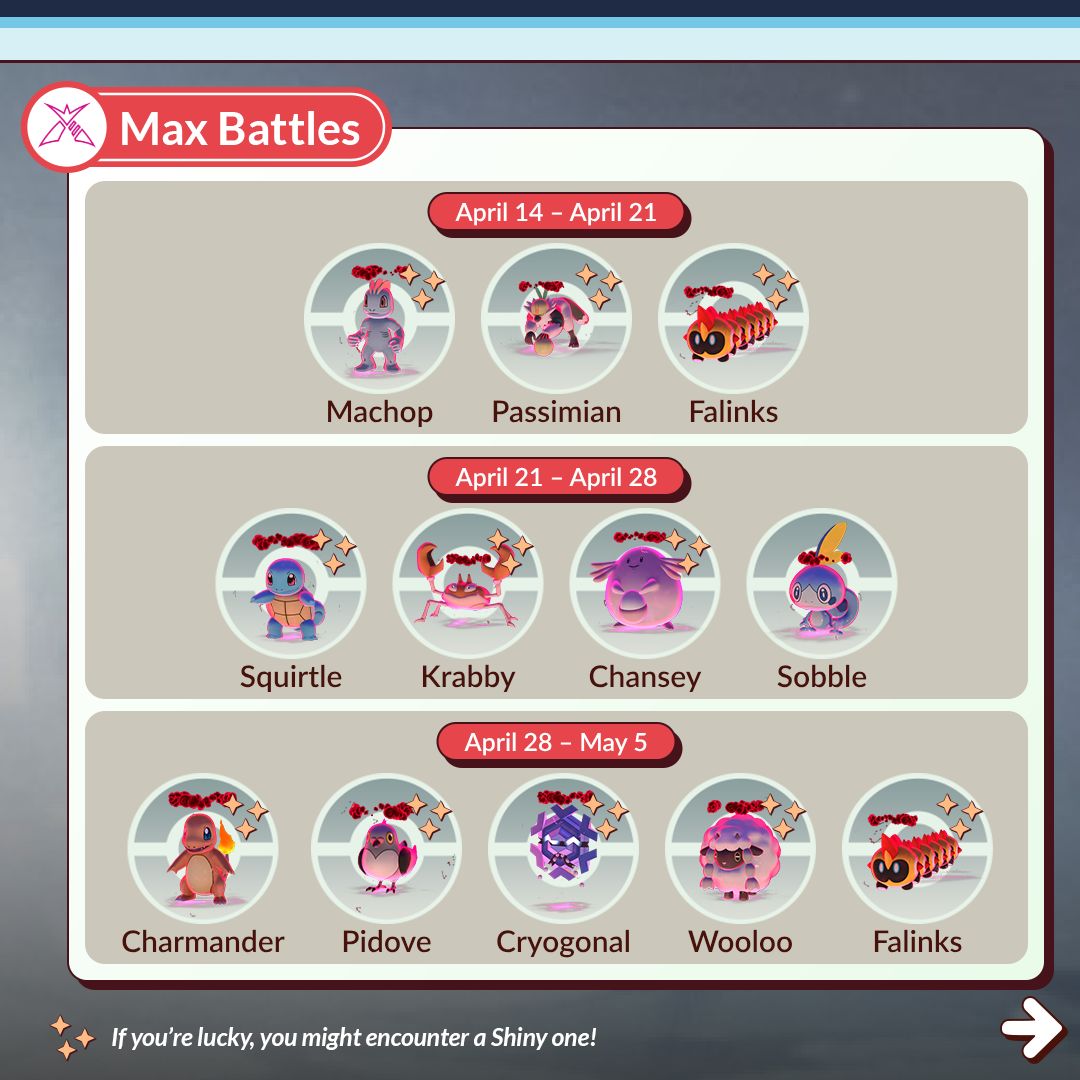 Max Battles
April 14 – April 21
Machop
Passimian
Falinks
April 21 – April 28
Squirtle
Krabby
Chansey
Sobble
April 28 – May 5
Charmander
Pidove
Cryogonal
Wooloo
Falinks
If you’re lucky, you might encounter a Shiny one!